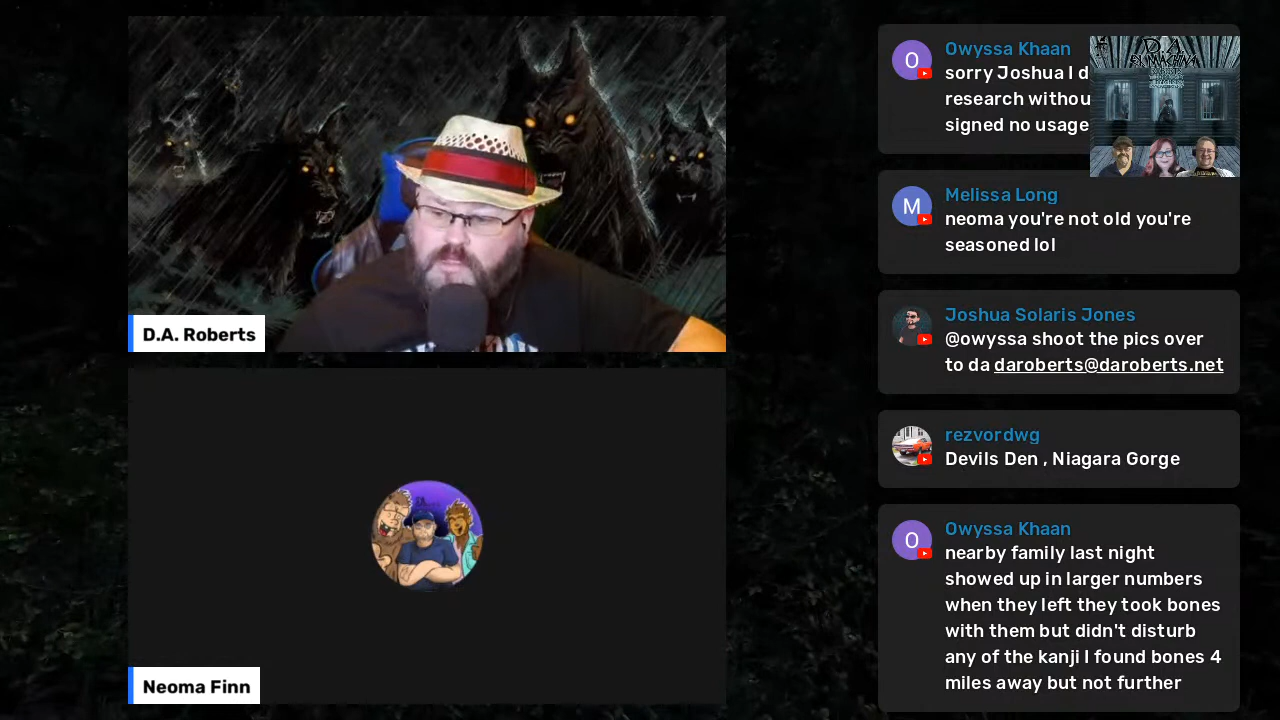 D.A. Roberts
Neoma Finn
Owyssa Khaan
sorry Joshua I d
research withou
signed no usage
D.A.
Melissa Long
neoma you're not old you're
seasoned lol
Joshua Solaris Jones
@owyssa shoot the pics over
to da daroberts@daroberts.net
rezvordwg
Devils Den , Niagara Gorge
Owyssa Khaan
nearby family last night
showed up in larger numbers
when they left they took bones
with them but didn't disturb
any of the kanji I found bones 4
miles away but not further